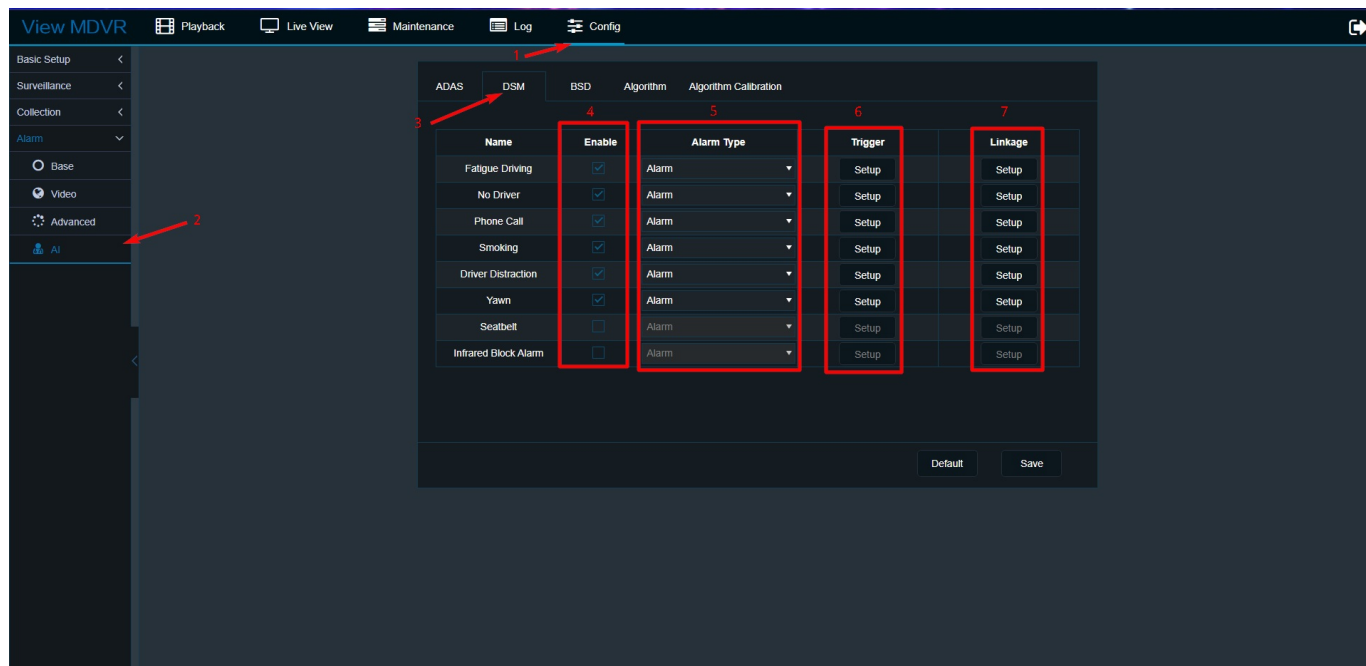 View MDVR Playback Live View Maintenance Log Config
1
Basic Setup
Surveillance
Collection
Alarm
Base
Video
Advanced
AI
2
ADAS DSM BSD Algorithm Algorithm Calibration
3
4 5 6 7
Name Enable Alarm Type Trigger Linkage
Fatigue Driving Alarm Setup Setup
No Driver Alarm Setup Setup
Phone Call Alarm Setup Setup
Smoking Alarm Setup Setup
Driver Distraction Alarm Setup Setup
Yawn Alarm Setup Setup
Seatbelt Alarm Setup Setup
Infrared Block Alarm Alarm Setup Setup
Default Save